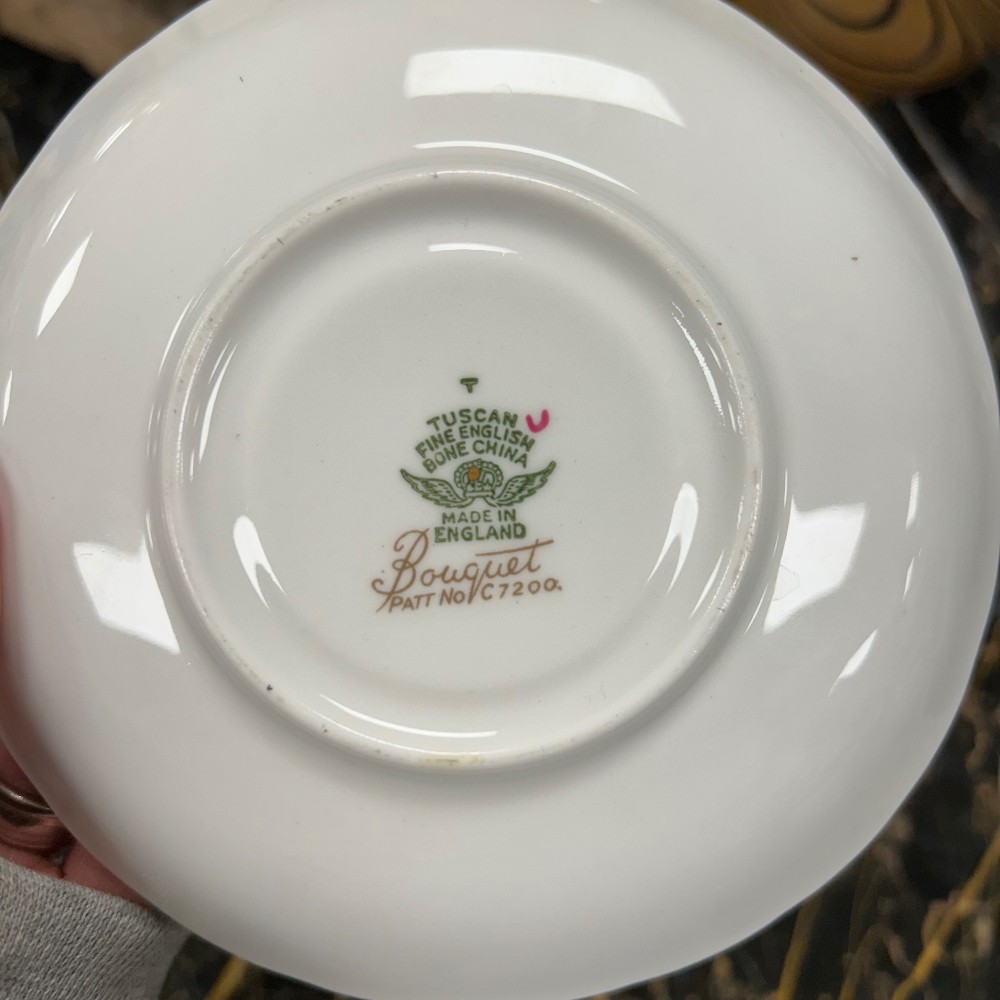 T
TUSCAN U
FINE ENGLISH
BONE CHINA
MADE IN
ENGLAND
Bouquet
PATT NO C7200.